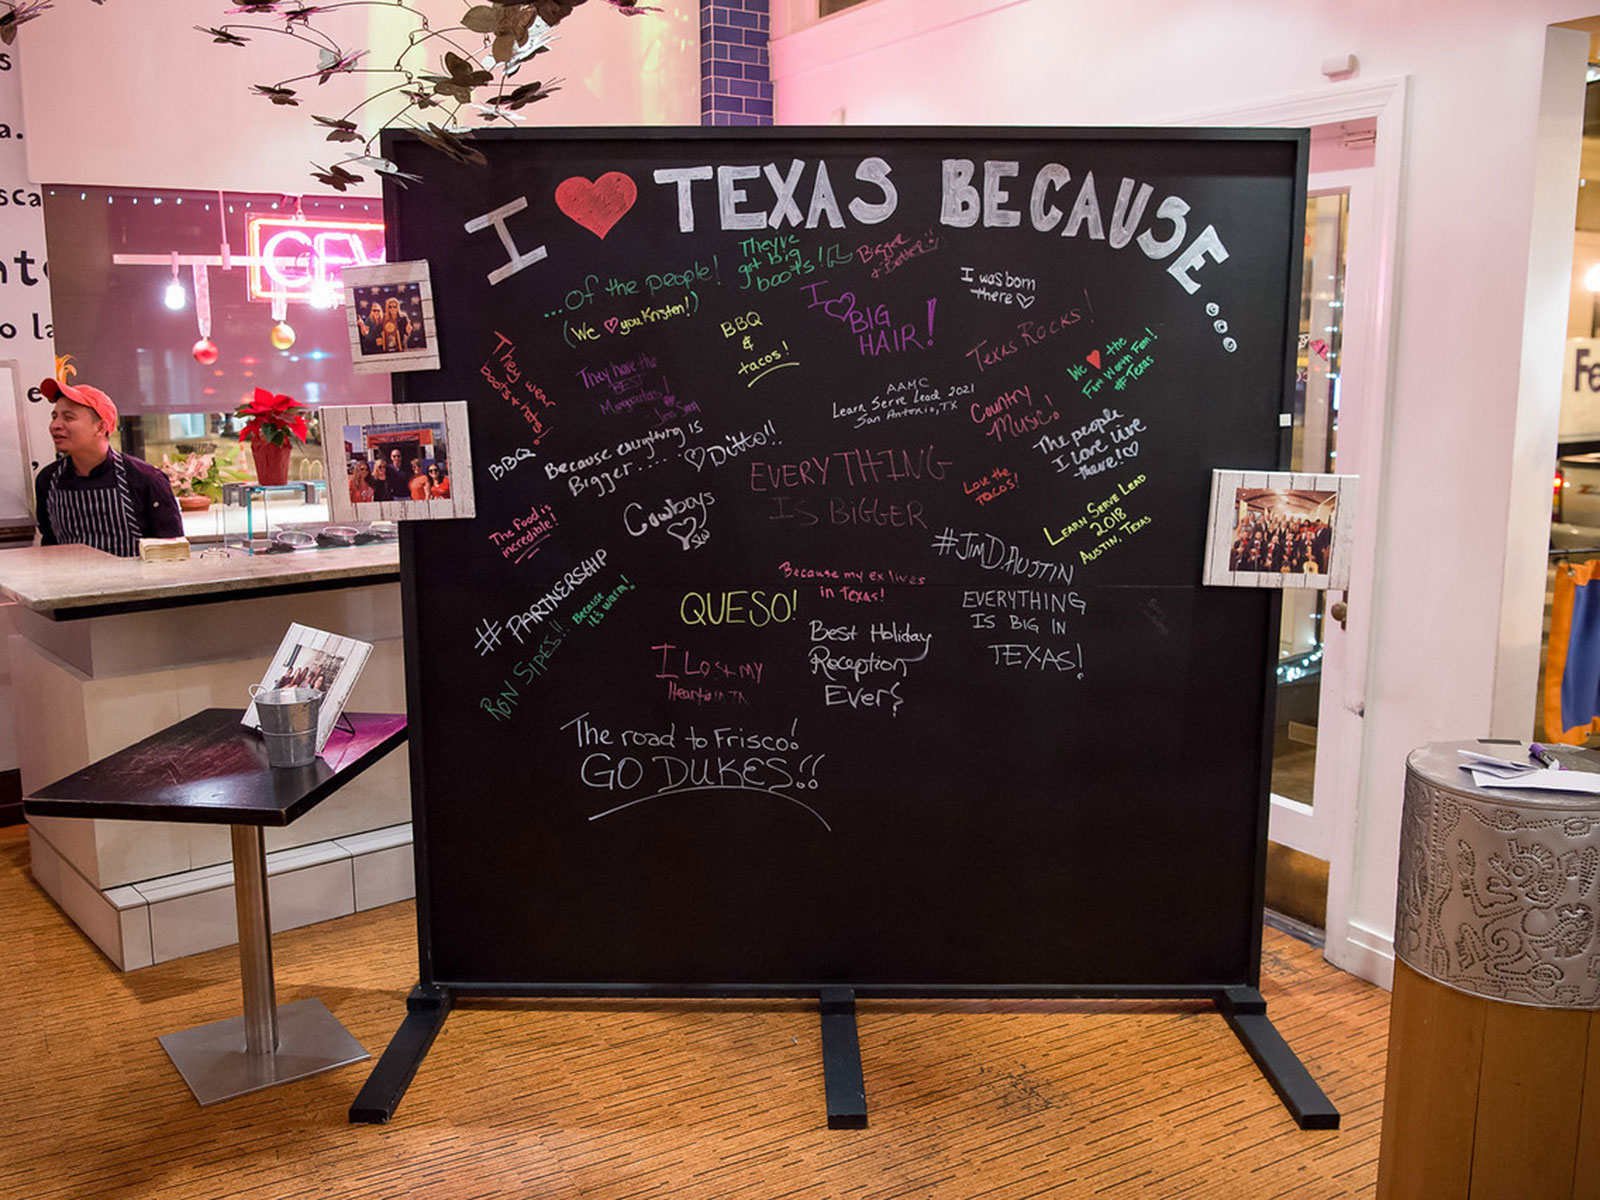 I ♥ TEXAS BECAUSE...
...of the people!
(We ♡ you Kristen!)
They've
got big
boots!!
Bigger
+ Better!!
I was born
there ♡
They wear
boots + hats!
They have the
BEST
Margaritas!
BBQ
&
tacos!
I ♡
BIG
HAIR!
Texas Rocks!
We ♥ the
Fort Worth Fam!
#Texas
AAMC
Learn Serve Lead 2021
San Antonio, TX
Country
Music!
The people
I love live
there! ♡
BBQ
Because everything is
Bigger.....
♡ Ditto!!
EVERYTHING
IS BIGGER
Love the
TACOS!
Learn Serve Lead
2018
Austin, Texas
The food is
incredible!
Cowboys
#JIMD.AUSTIN
#PARTNERSHIP
Because
it's warm!
Because my ex lives
in Texas!
QUESO!
EVERYTHING
IS BIG IN
TEXAS!
Ron Sipes!!
Best Holiday
Reception
Ever!
I Lost my
Heart in TX
The road to Frisco!
GO DUKES!!
Fe